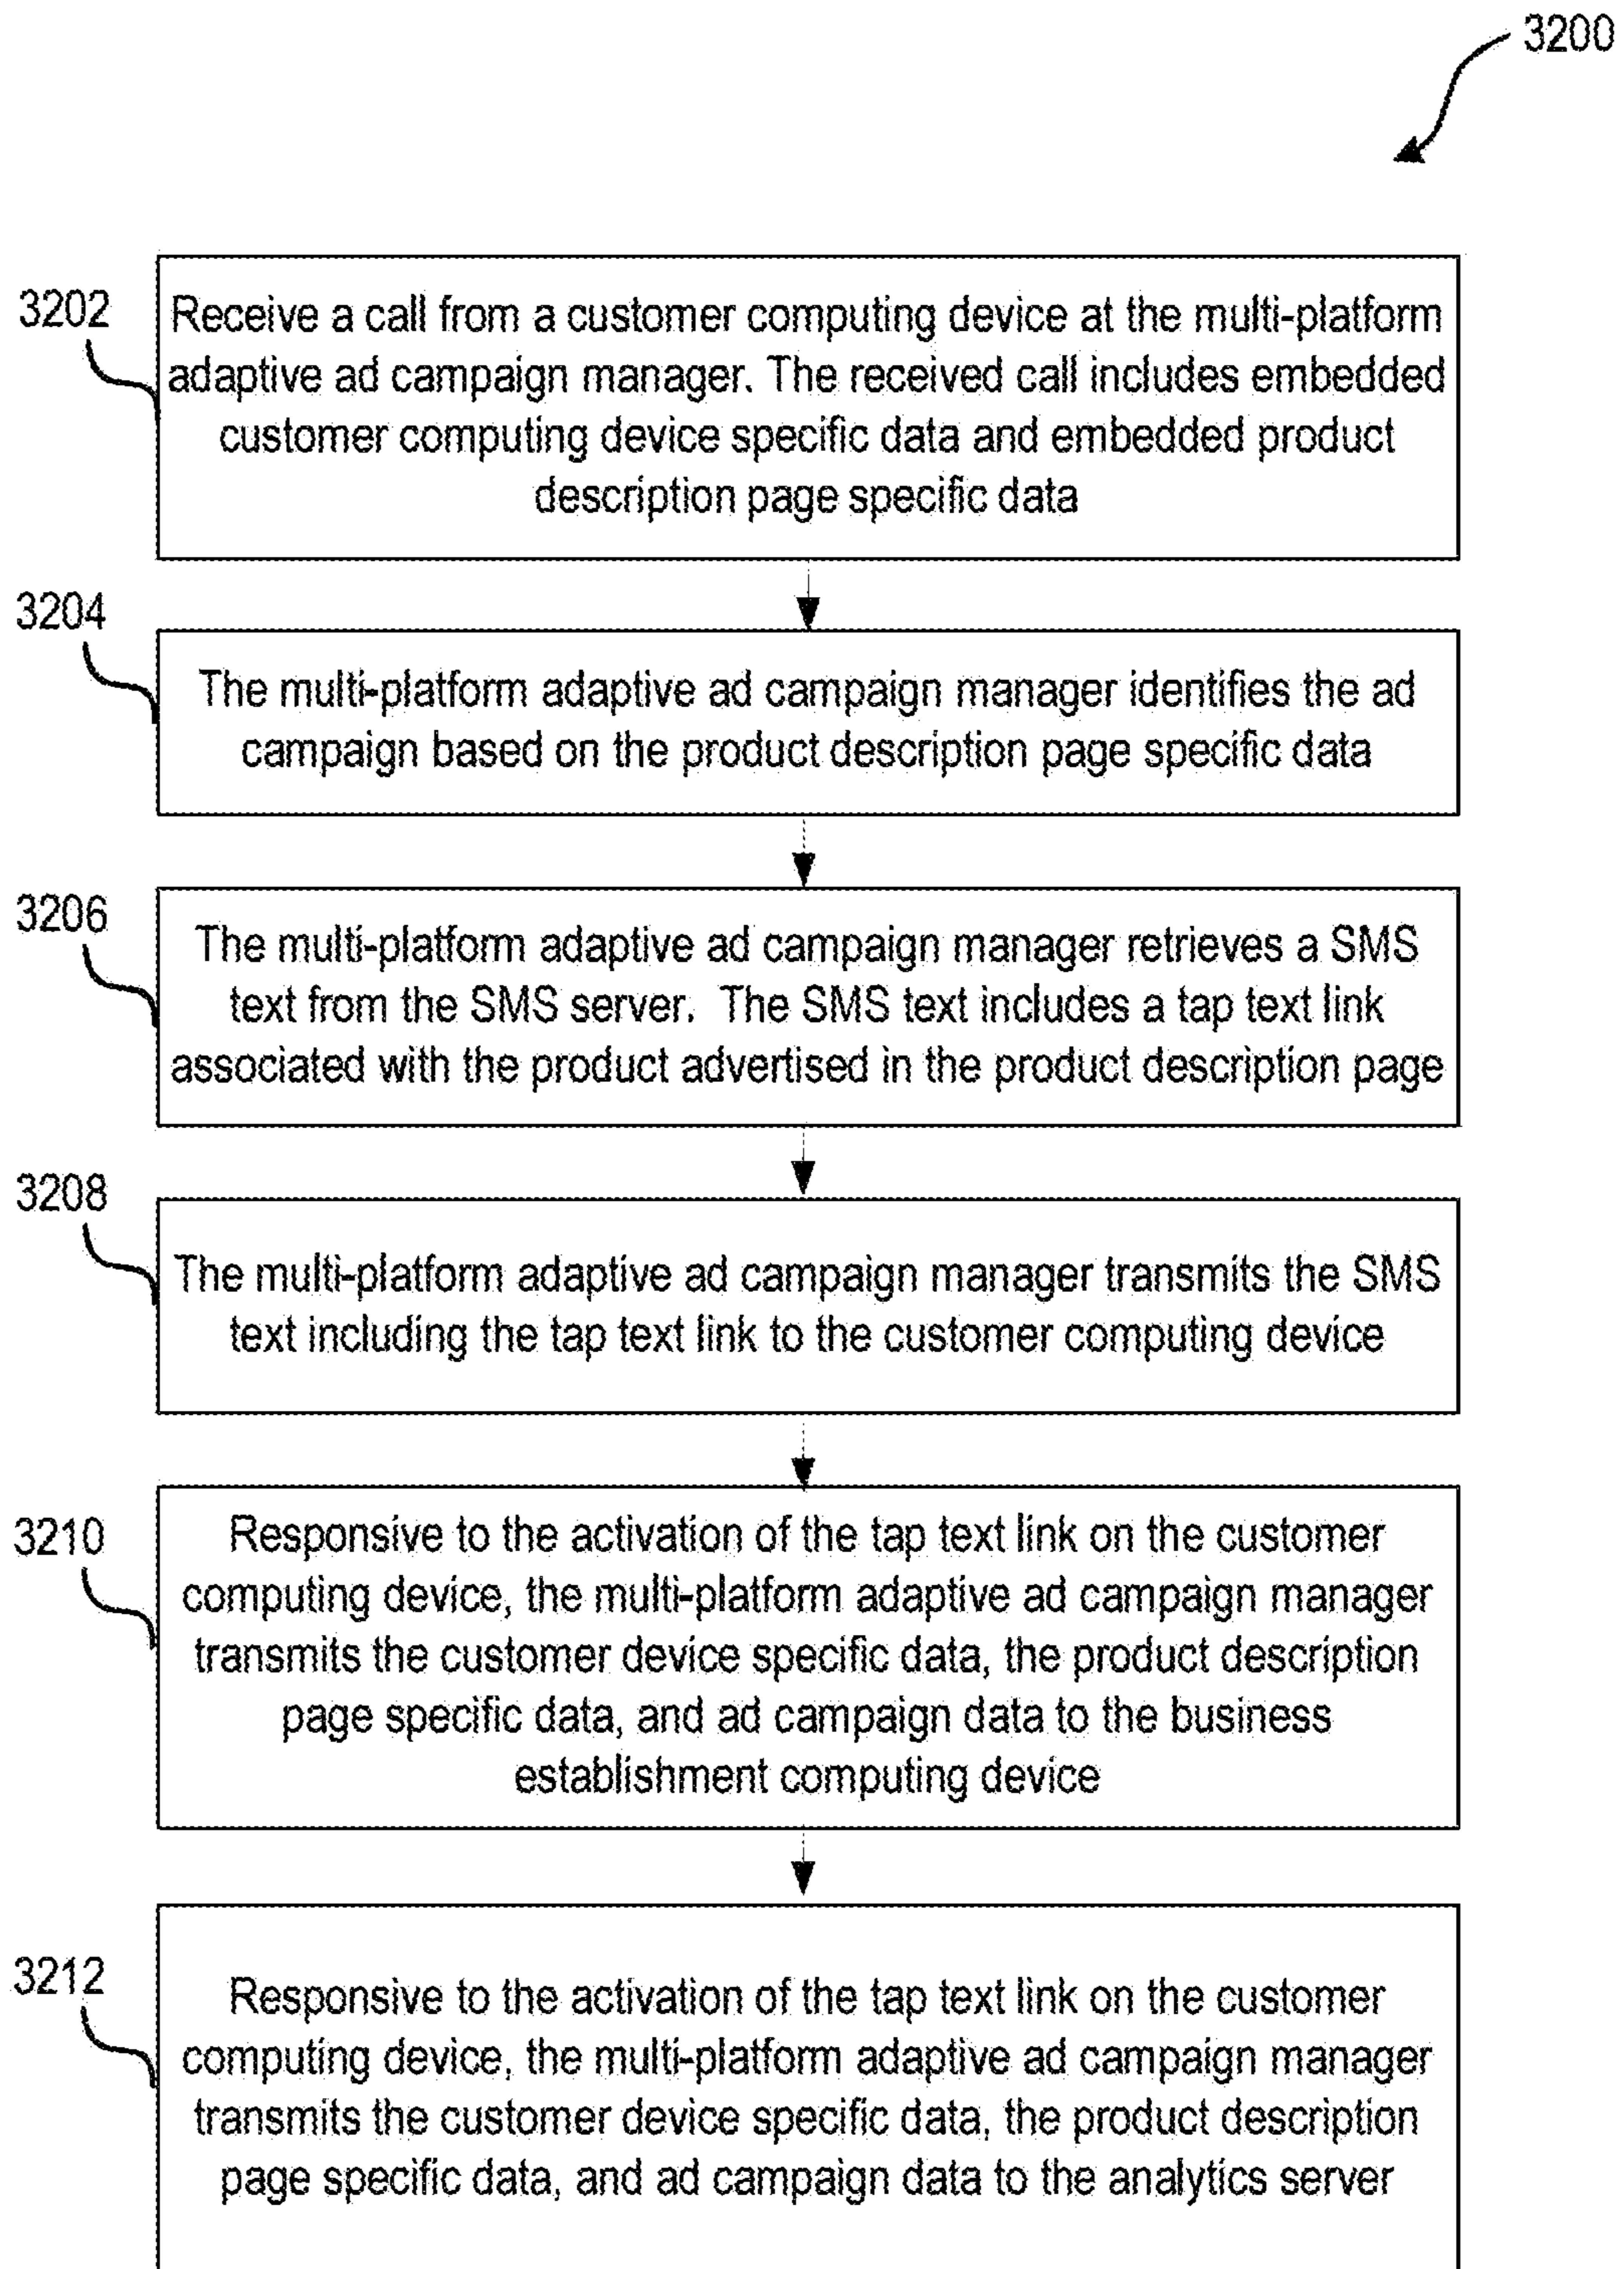 3200
3202
Receive a call from a customer computing device at the multi-platform
adaptive ad campaign manager. The received call includes embedded
customer computing device specific data and embedded product
description page specific data
3204
The multi-platform adaptive ad campaign manager identifies the ad
campaign based on the product description page specific data
3206
The multi-platform adaptive ad campaign manager retrieves a SMS
text from the SMS server. The SMS text includes a tap text link
associated with the product advertised in the product description page
3208
The multi-platform adaptive ad campaign manager transmits the SMS
text including the tap text link to the customer computing device
3210
Responsive to the activation of the tap text link on the customer
computing device, the multi-platform adaptive ad campaign manager
transmits the customer device specific data, the product description
page specific data, and ad campaign data to the business
establishment computing device
3212
Responsive to the activation of the tap text link on the customer
computing device, the multi-platform adaptive ad campaign manager
transmits the customer device specific data, the product description
page specific data, and ad campaign data to the analytics server